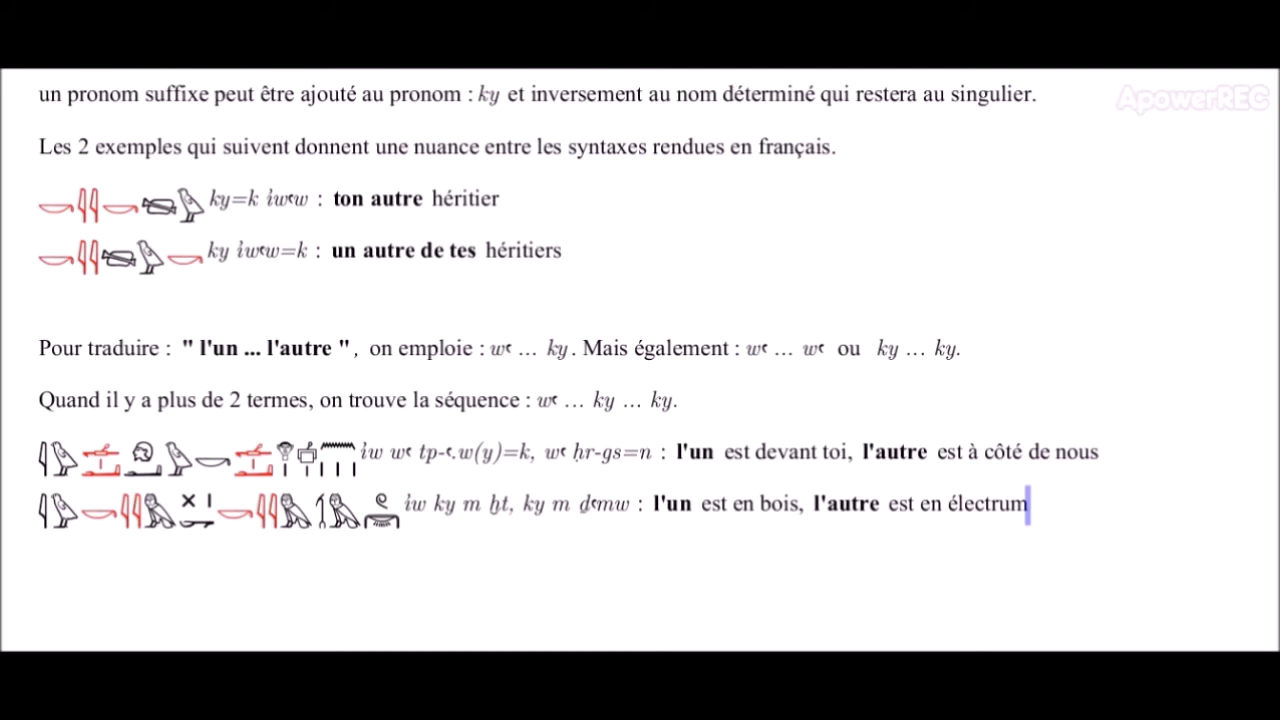 ApowerREC
un pronom suffixe peut être ajouté au pronom : ky et inversement au nom déterminé qui restera au singulier.
Les 2 exemples qui suivent donnent une nuance entre les syntaxes rendues en français.
ky=k ỉwꜥw : ton autre héritier
ky ỉwꜥw=k : un autre de tes héritiers
Pour traduire : " l'un ... l'autre ", on emploie : wꜥ … ky. Mais également : wꜥ … wꜥ ou ky … ky.
Quand il y a plus de 2 termes, on trouve la séquence : wꜥ … ky … ky.
ỉw wꜥ tp-ꜥ.w(y)=k, wꜥ ḥr-gs=n : l'un est devant toi, l'autre est à côté de nous
ỉw ky m ḫt, ky m ḏꜥmw : l'un est en bois, l'autre est en électrum